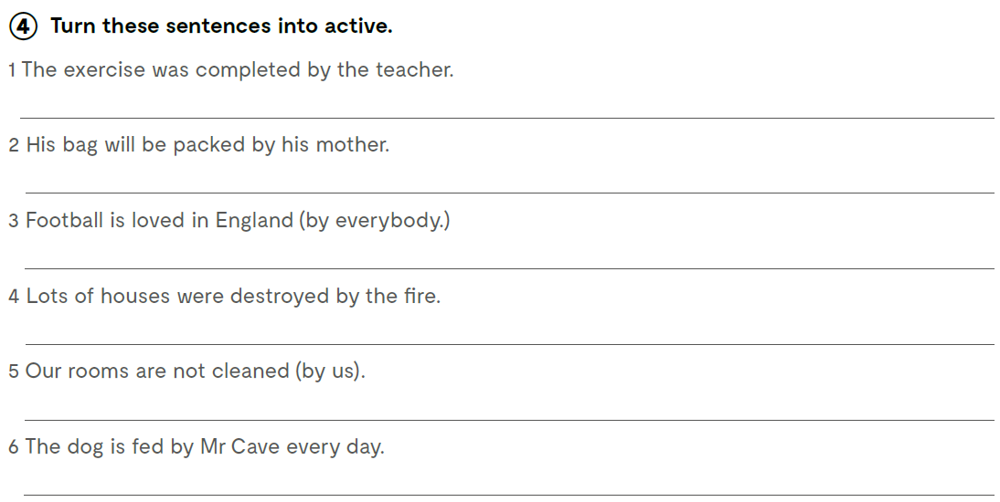 4 Turn these sentences into active.
1 The exercise was completed by the teacher.
2 His bag will be packed by his mother.
3 Football is loved in England (by everybody.)
4 Lots of houses were destroyed by the fire.
5 Our rooms are not cleaned (by us).
6 The dog is fed by Mr Cave every day.